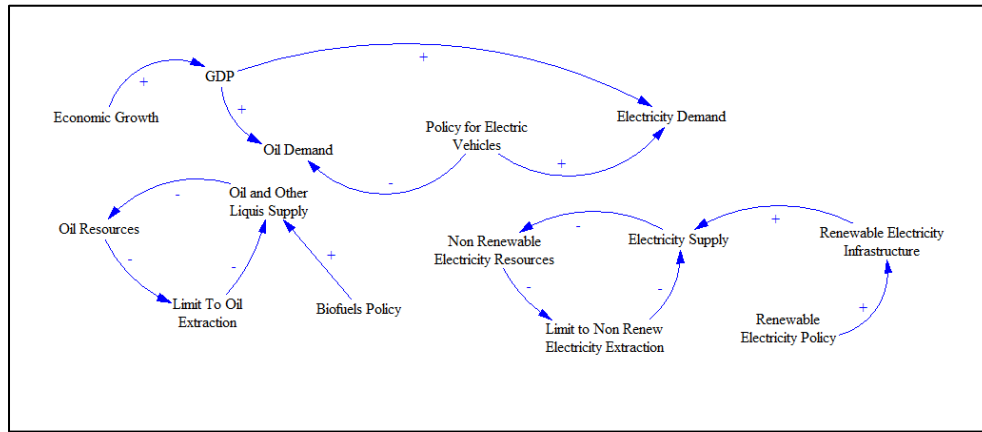 +
GDP
+
Economic Growth
+
Electricity Demand
Policy for Electric
Vehicles
Oil Demand
+
-
-
Oil and Other
Liquis Supply
Oil Resources
-
-
+
Biofuels Policy
Limit To Oil
Extraction
-
Non Renewable
Electricity Resources
Electricity Supply
-
-
Limit to Non Renew
Electricity Extraction
+
Renewable Electricity
Infrastructure
+
Renewable
Electricity Policy